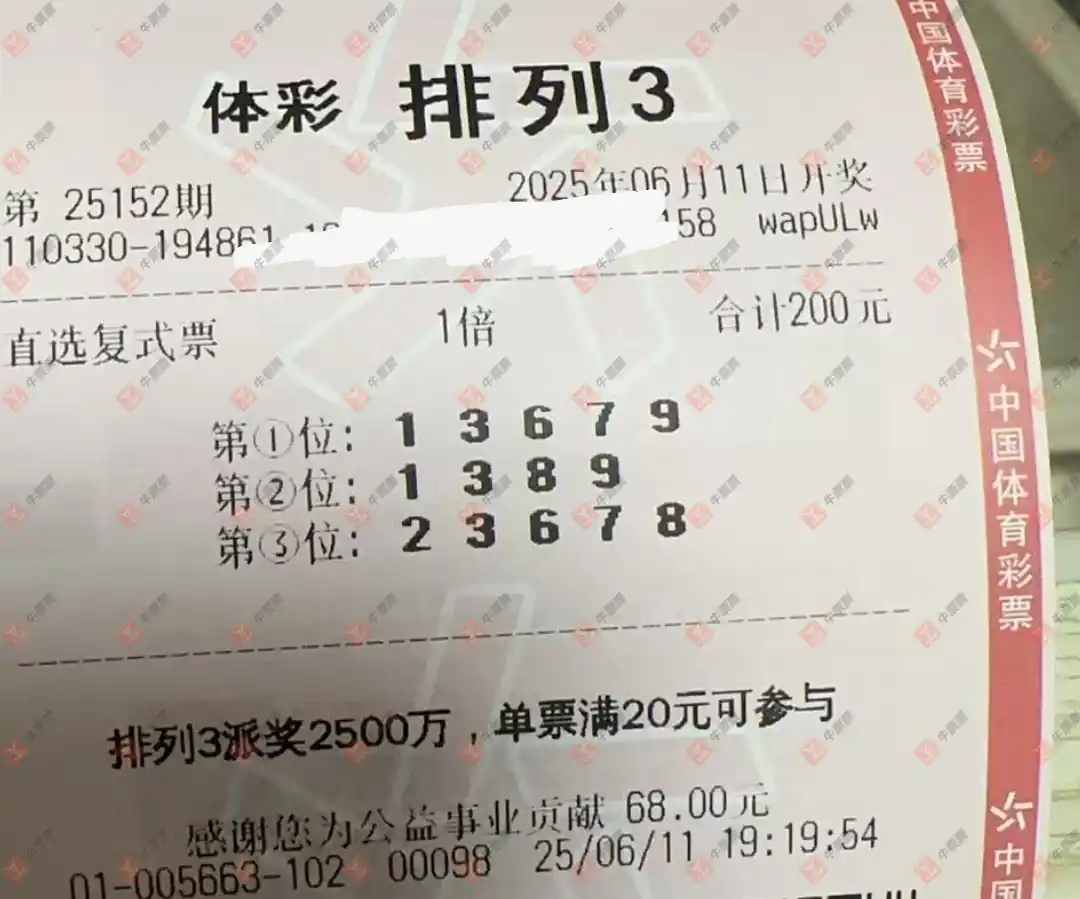 体彩 排列3
第 25152期 2025年06月11日开奖
110330-194861 158 wapULw
直选复式票 1倍 合计200元
第①位: 1 3 6 7 9
第②位: 1 3 8 9
第③位: 2 3 6 7 8
排列3派奖2500万,单票满20元可参与
感谢您为公益事业贡献 68.00元
01-005663-102 00098 25/06/11 19:19:54
中国体育彩票
中国体育彩票
中国